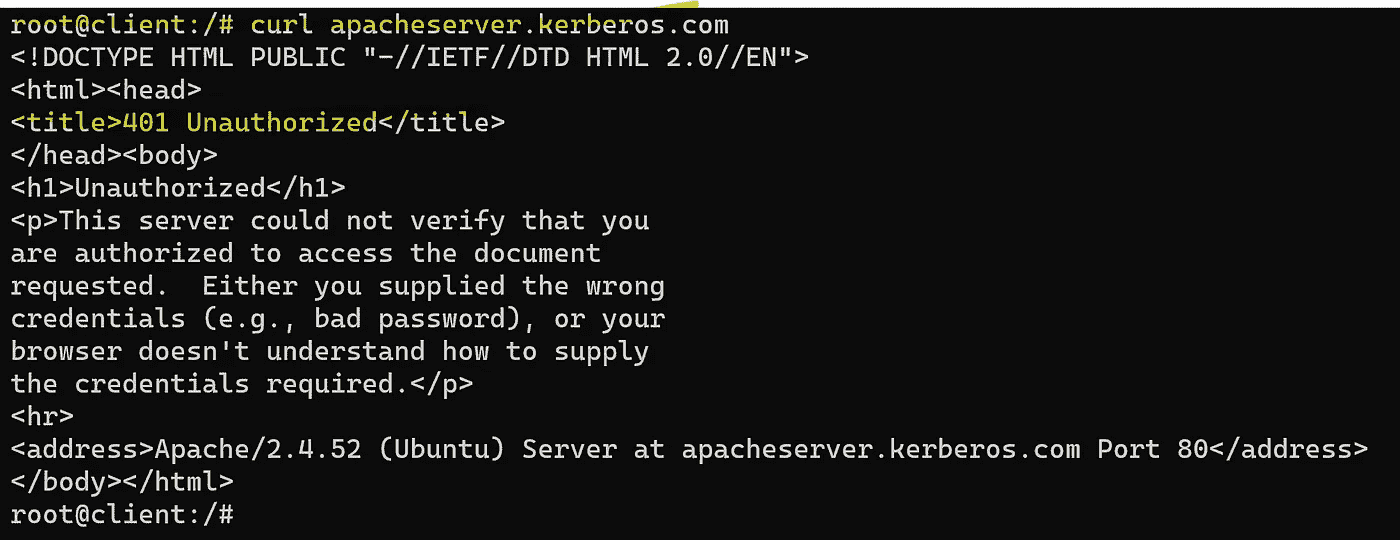 root@client:/# curl apacheserver.kerberos.com
<!DOCTYPE HTML PUBLIC "-//IETF//DTD HTML 2.0//EN">
<html><head>
<title>401 Unauthorized</title>
</head><body>
<h1>Unauthorized</h1>
<p>This server could not verify that you
are authorized to access the document
requested.  Either you supplied the wrong
credentials (e.g., bad password), or your
browser doesn't understand how to supply
the credentials required.</p>
<hr>
<address>Apache/2.4.52 (Ubuntu) Server at apacheserver.kerberos.com Port 80</address>
</body></html>
root@client:/#